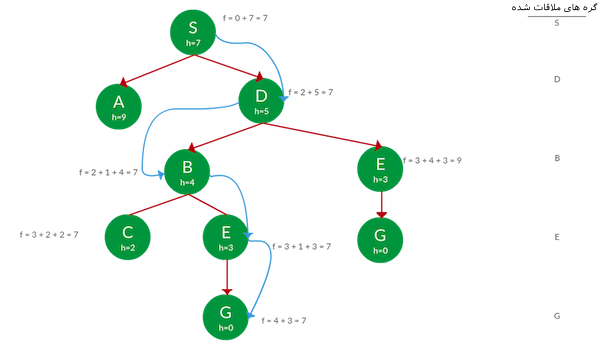 گره های ملاقات شده
S
h=7
f = 0 + 7 = 7
S
A
h=9
D
h=5
f = 2 + 5 = 7
D
f = 2 + 1 + 4 = 7
B
h=4
E
h=3
f = 3 + 4 + 3 = 9
B
f = 3 + 2 + 2 = 7
C
h=2
E
h=3
f = 3 + 1 + 3 = 7
G
h=0
E
G
h=0
f = 4 + 3 = 7
G